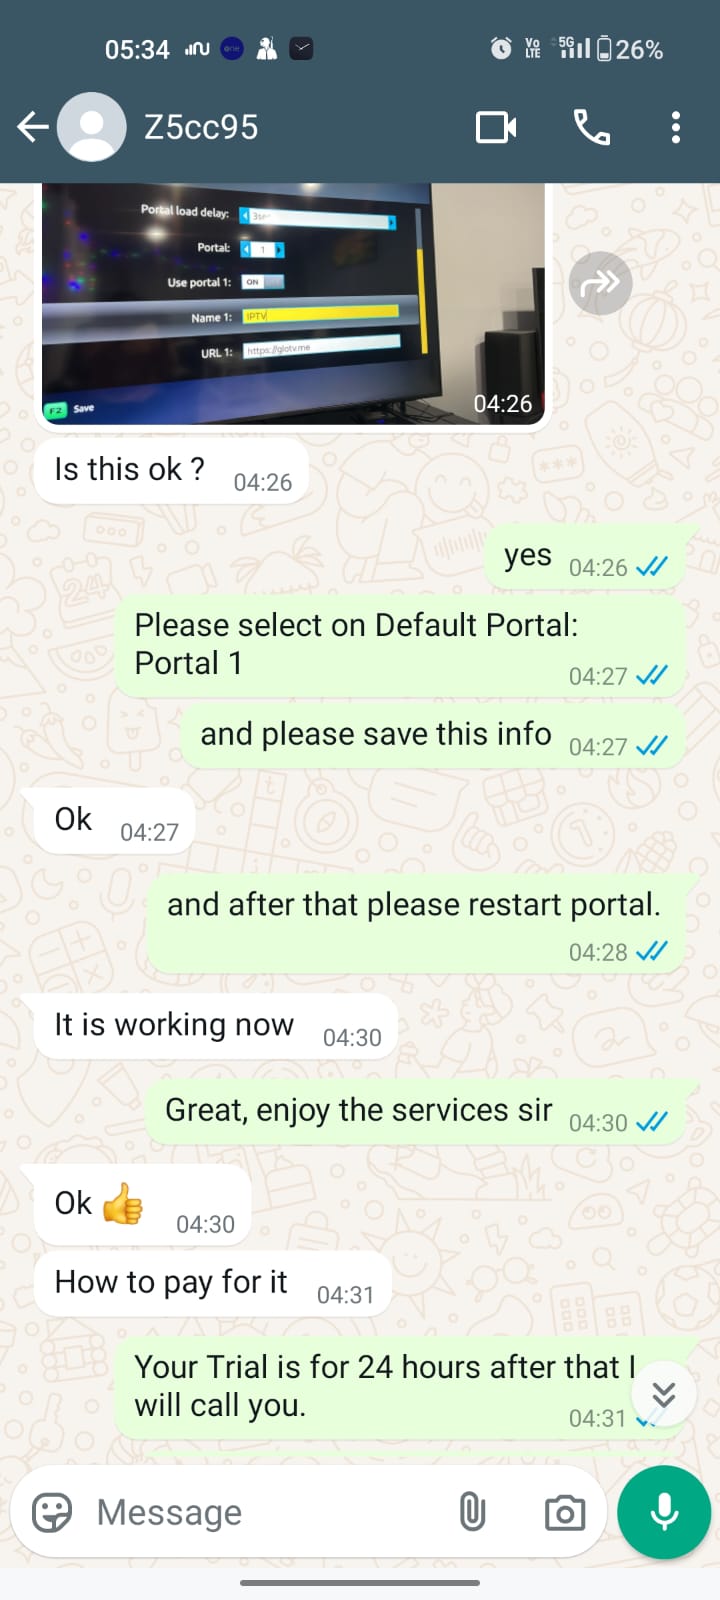 05:34
one
Vo
LTE
5G
26%
Z5cc95
Portal load delay:
Portal:
1
Use portal 1:
ON
Name 1:
IPTV
URL 1:
https://glotv.me
F2
Save
04:26
Is this ok ?
04:26
yes
04:26
Please select on Default Portal:
Portal 1
04:27
and please save this info
04:27
Ok
04:27
and after that please restart portal.
04:28
It is working now
04:30
Great, enjoy the services sir
04:30
Ok 👍
04:30
How to pay for it
04:31
Your Trial is for 24 hours after that I
will call you.
04:31
Message